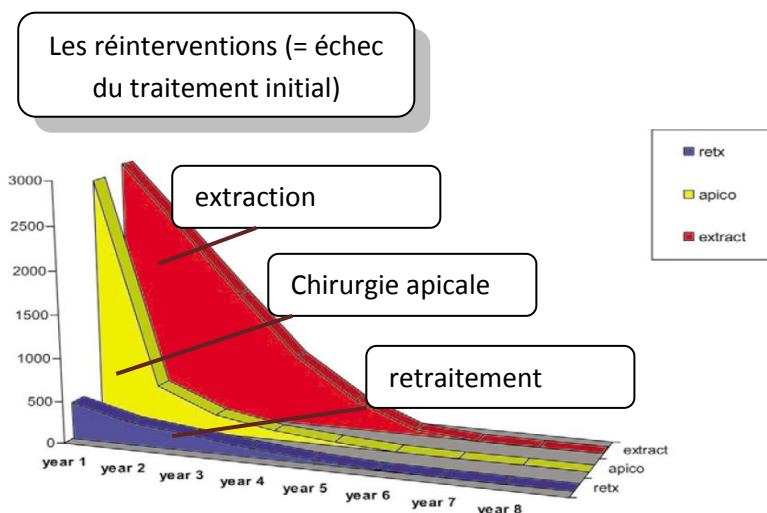 Les réinterventions (= échec
du traitement initial)
retx
apico
extract
3000
2500
2000
1500
1000
500
0
extraction
Chirurgie apicale
retraitement
year 1
year 2
year 3
year 4
year 5
year 6
year 7
year 8
extract
apico
retx